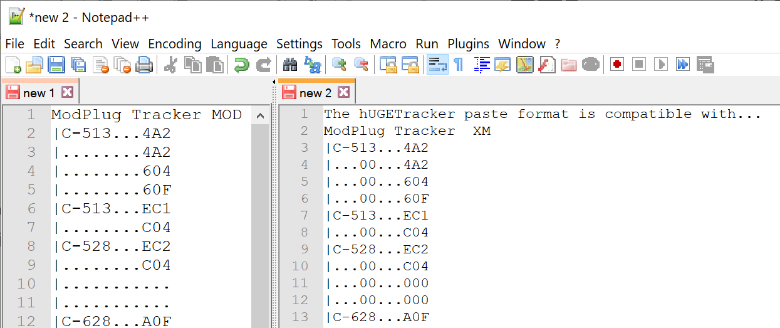 *new 2 - Notepad++
File Edit Search View Encoding Language Settings Tools Macro Run Plugins Window ?
new 1
1 ModPlug Tracker MOD
2 |C-513...4A2
3 |........4A2
4 |........604
5 |........60F
6 |C-513...EC1
7 |........C04
8 |C-528...EC2
9 |........C04
10 |...........
11 |...........
12 |C-628...A0F
new 2
1 The hUGETracker paste format is compatible with...
2 ModPlug Tracker  XM
3 |C-513...4A2
4 |...00...4A2
5 |...00...604
6 |...00...60F
7 |C-513...EC1
8 |...00...C04
9 |C-528...EC2
10 |...00...C04
11 |...00...000
12 |...00...000
13 |C-628...A0F